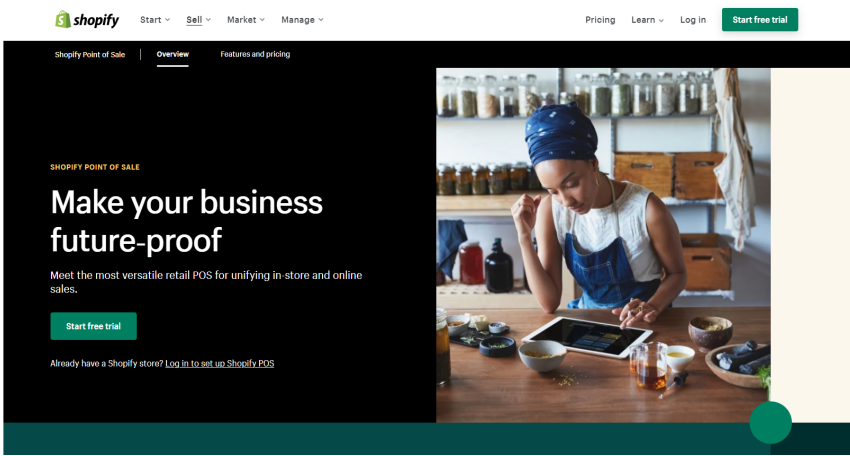 shopify
Start Sell Market Manage Pricing Learn Log in Start free trial
Shopify Point of Sale Overview Features and pricing
SHOPIFY POINT OF SALE
Make your business
future-proof
Meet the most versatile retail POS for unifying in-store and online
sales.
Start free trial
Already have a Shopify store? Log in to set up Shopify POS